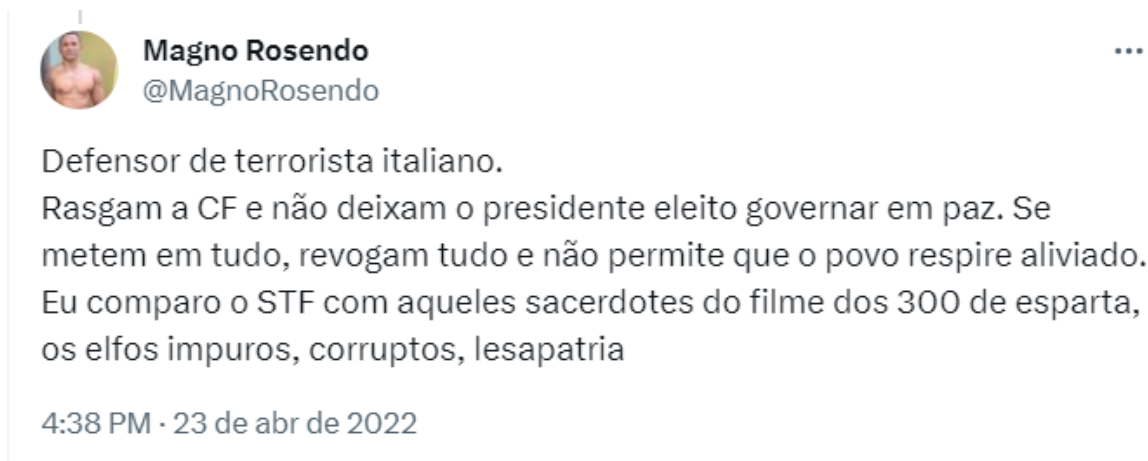 Magno Rosendo
@MagnoRosendo
Defensor de terrorista italiano.
Rasgam a CF e não deixam o presidente eleito governar em paz. Se
metem em tudo, revogam tudo e não permite que o povo respire aliviado.
Eu comparo o STF com aqueles sacerdotes do filme dos 300 de esparta,
os elfos impuros, corruptos, lesapatria
4:38 PM · 23 de abr de 2022